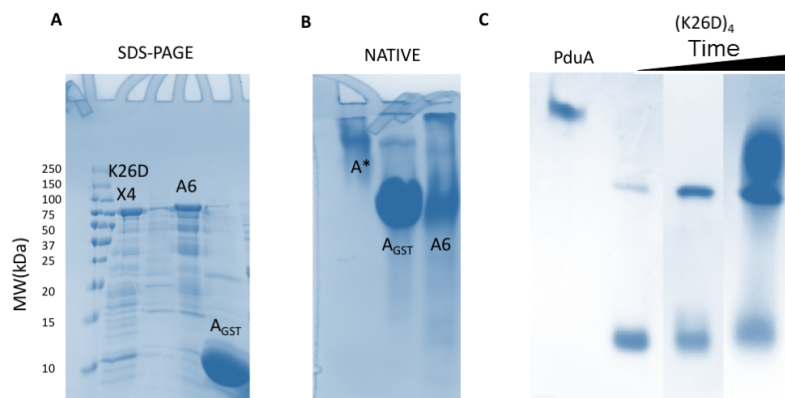 A
SDS-PAGE
MW(kDa)
250
150
100
75
50
37
25
20
15
10
K26D
X4
A6
AGST
B
NATIVE
A*
AGST
A6
C
(K26D)4
Time
PduA